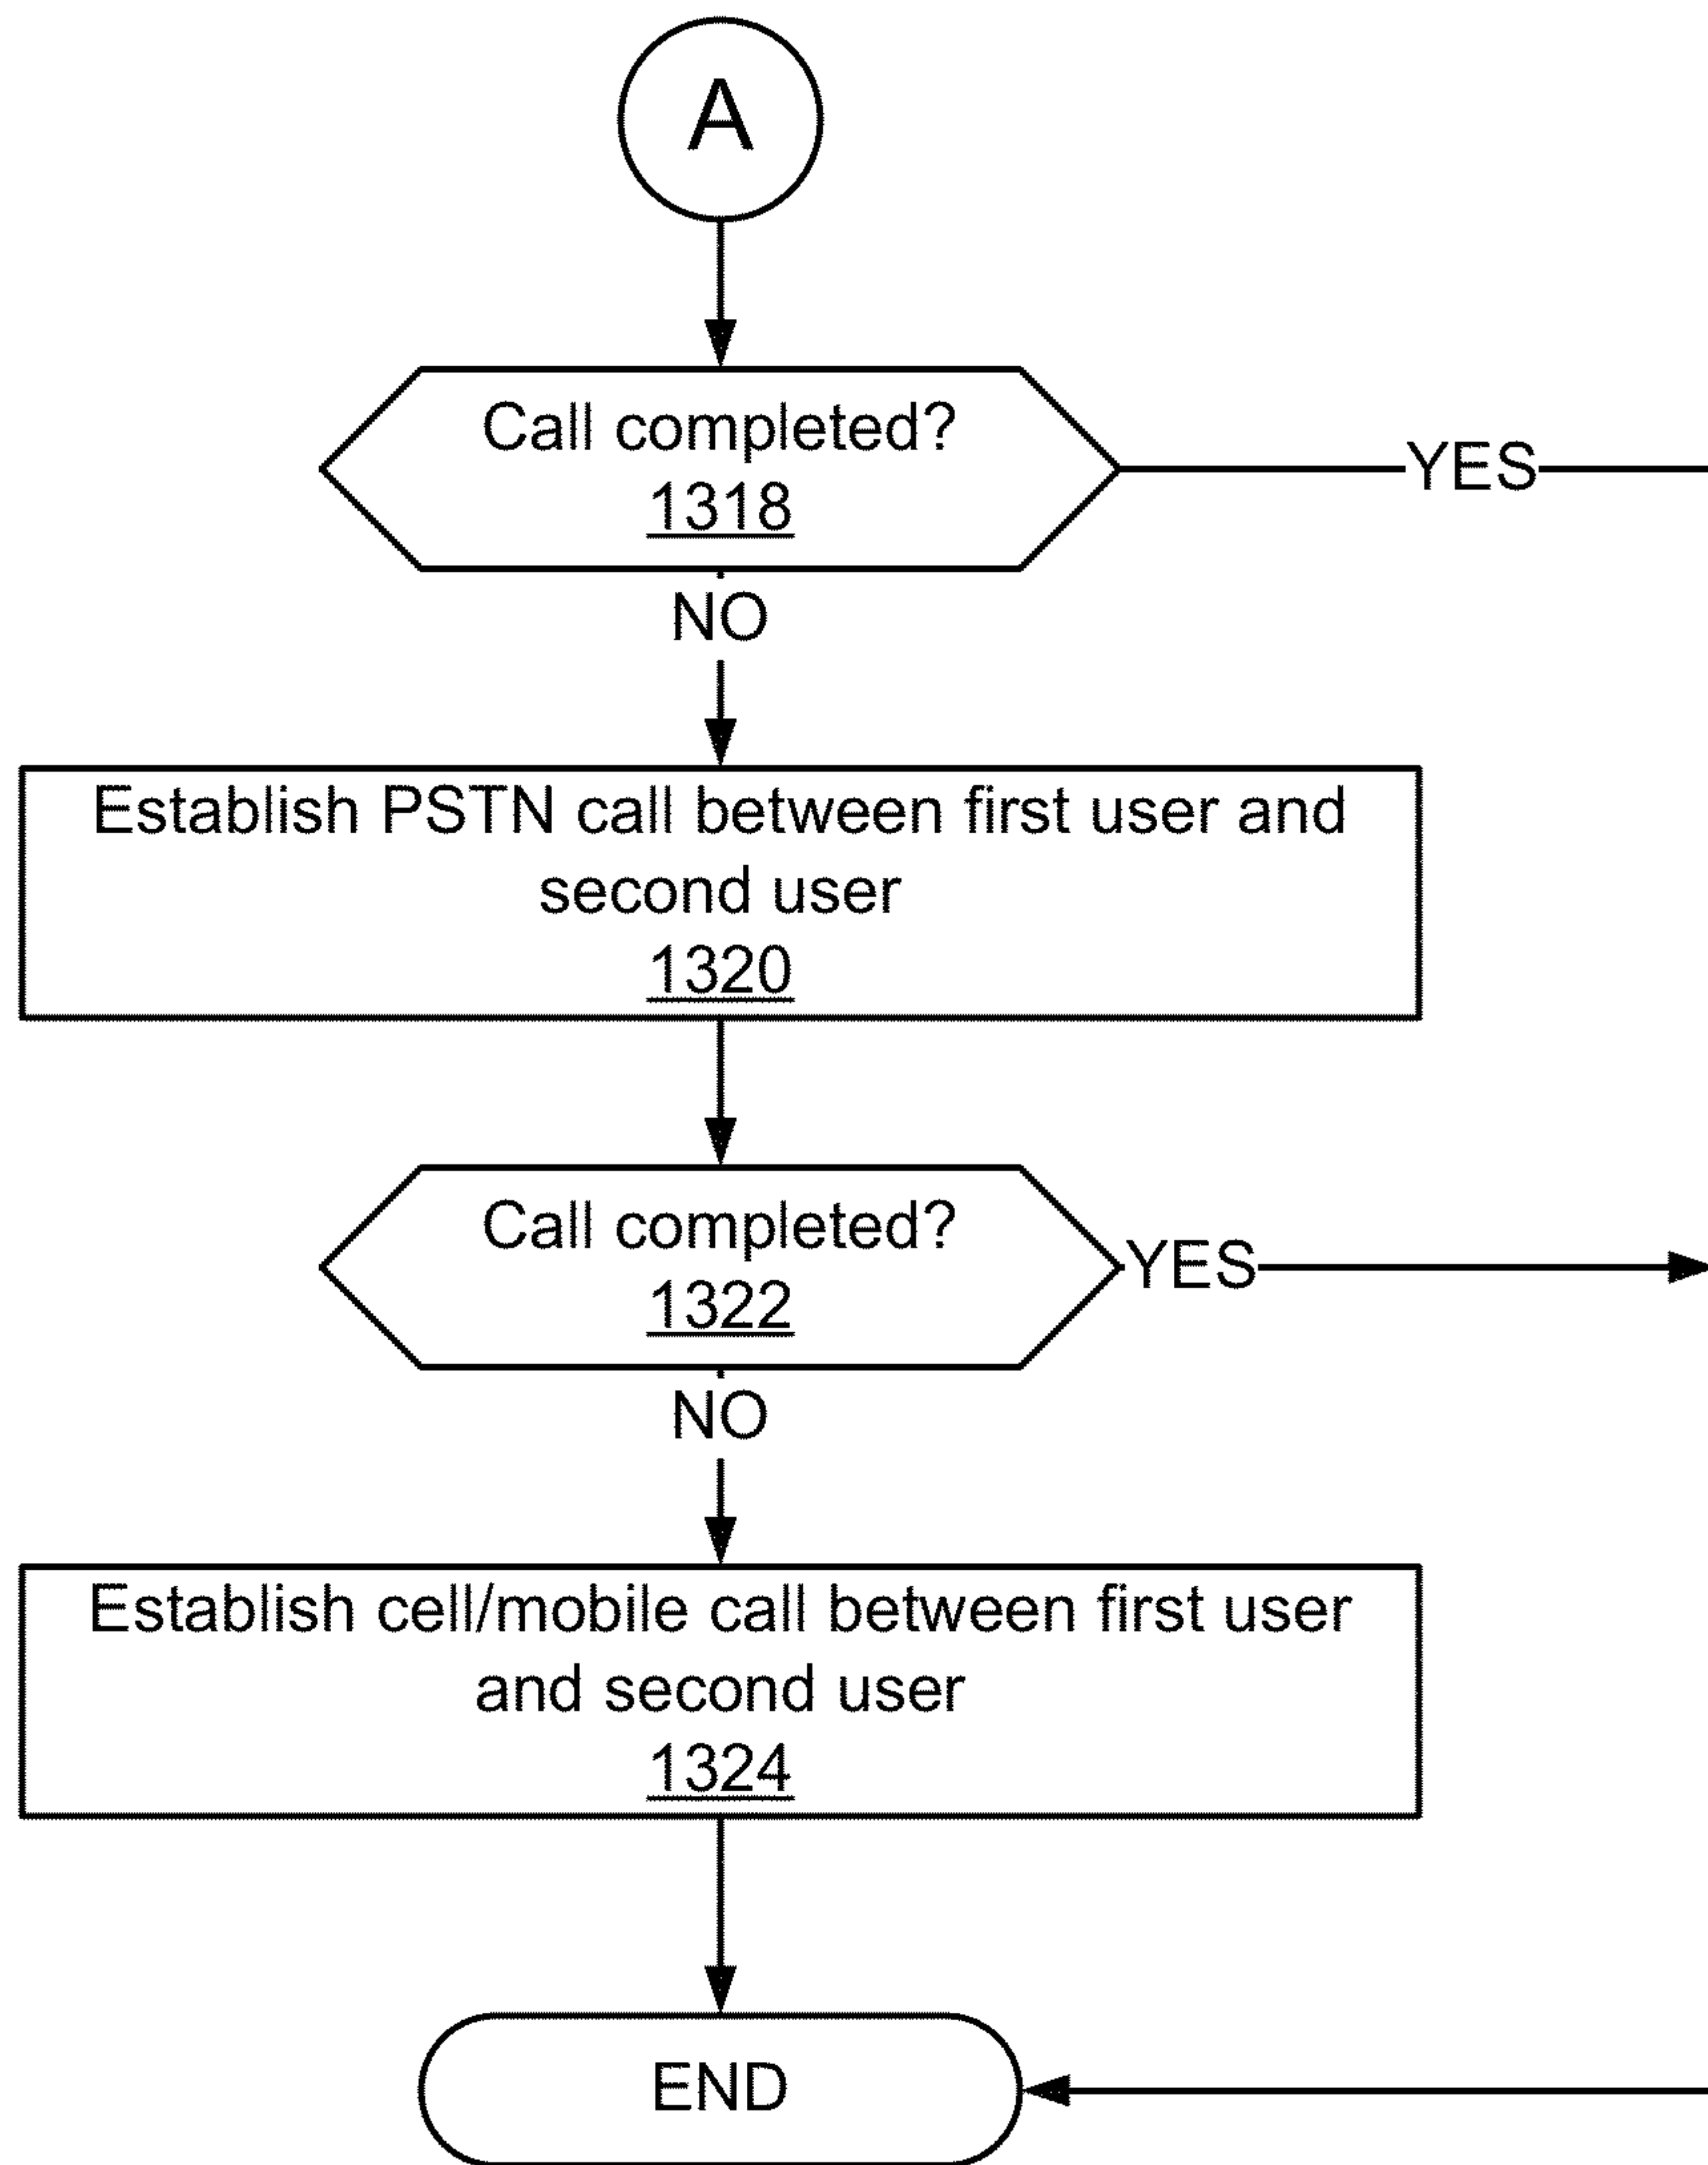 A
Call completed?
1318
YES
NO
Establish PSTN call between first user and
second user
1320
Call completed?
1322
YES
NO
Establish cell/mobile call between first user
and second user
1324
END